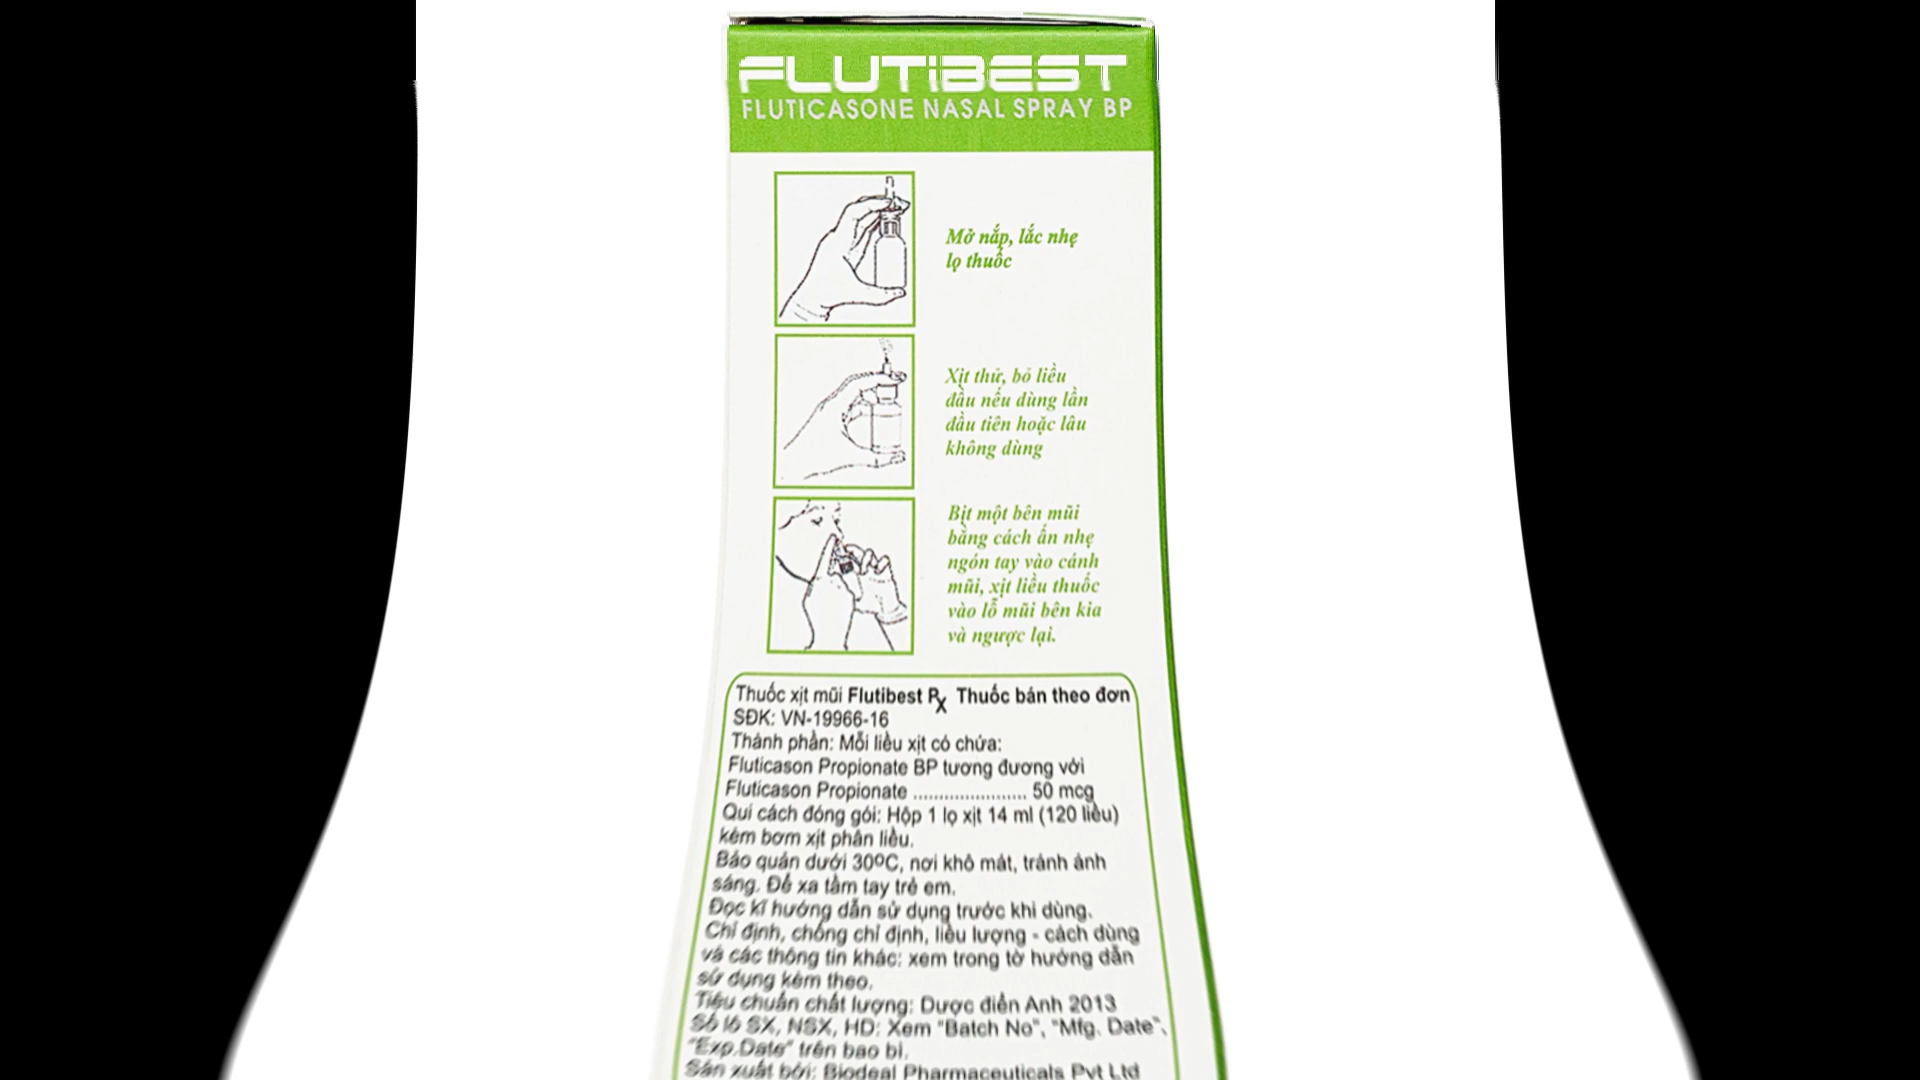 FLUTiBEST
FLUTICASONE NASAL SPRAY BP
Mở nắp, lắc nhẹ
lọ thuốc
Xịt thử, bỏ liều
đầu nếu dùng lần
đầu tiên hoặc lâu
không dùng
Bịt một bên mũi
bằng cách ấn nhẹ
ngón tay vào cánh
mũi, xịt liều thuốc
vào lỗ mũi bên kia
và ngược lại.
Thuốc xịt mũi Flutibest Rx Thuốc bán theo đơn
SĐK: VN-19966-16
Thành phần: Mỗi liều xịt có chứa:
Fluticason Propionate BP tương đương với
Fluticason Propionate ...................... 50 mcg
Qui cách đóng gói: Hộp 1 lọ xịt 14 ml (120 liều)
kèm bơm xịt phân liều.
Bảo quản dưới 30ºC, nơi khô mát, tránh ánh
sáng. Để xa tầm tay trẻ em.
Đọc kĩ hướng dẫn sử dụng trước khi dùng.
Chỉ định, chống chỉ định, liều lượng - cách dùng
và các thông tin khác: xem trong tờ hướng dẫn
sử dụng kèm theo.
Tiêu chuẩn chất lượng: Dược điển Anh 2013
Số lô SX, NSX, HD: Xem "Batch No", "Mfg. Date",
"Exp.Date" trên bao bì.
Sản xuất bởi: Biodeal Pharmaceuticals Pvt Ltd